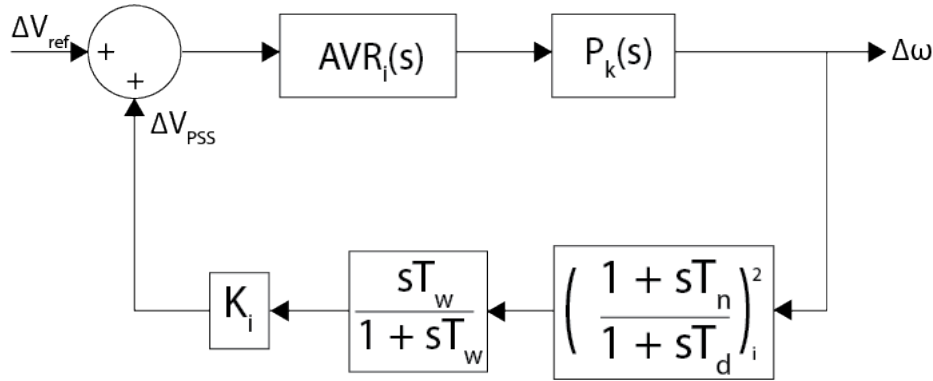 ΔV_ref
+
+
AVR_i(s)
P_k(s)
Δω
ΔV_PSS
K_i
sT_w
1 + sT_w
( 1 + sT_n
1 + sT_d )_i^2